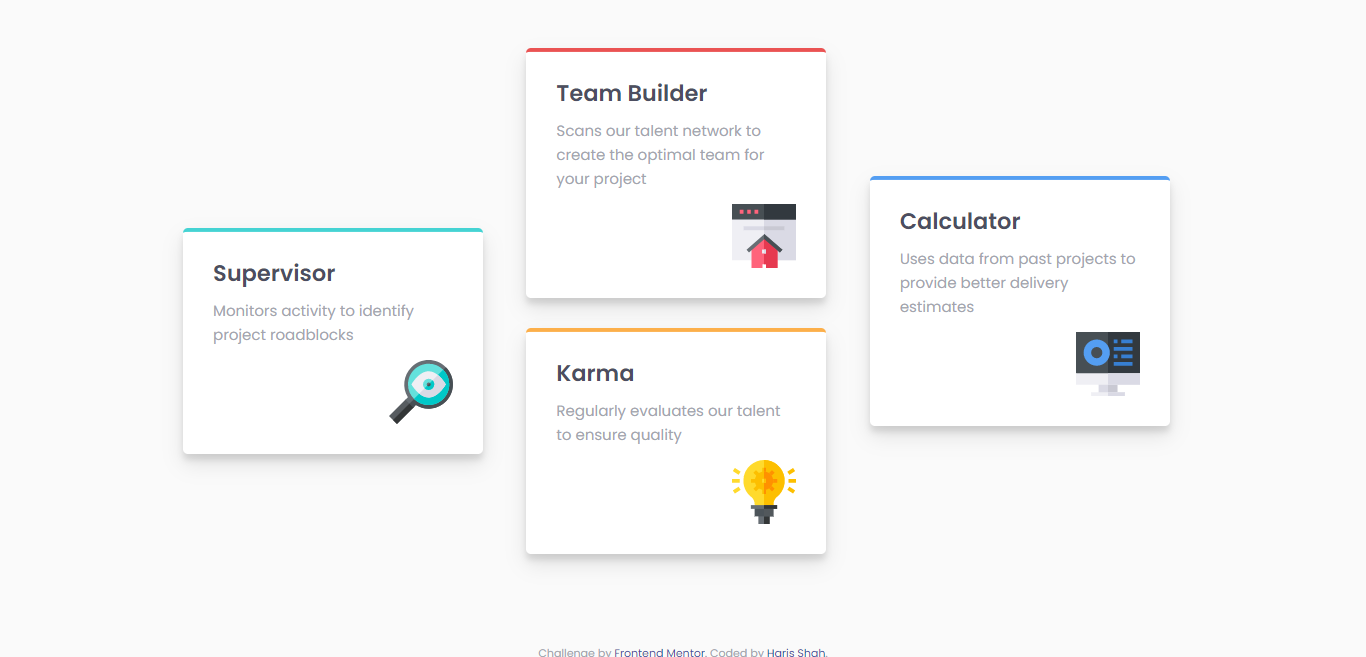 Team Builder
Scans our talent network to
create the optimal team for
your project
Supervisor
Monitors activity to identify
project roadblocks
Karma
Regularly evaluates our talent
to ensure quality
Calculator
Uses data from past projects to
provide better delivery
estimates
Challenge by Frontend Mentor. Coded by Haris Shah.